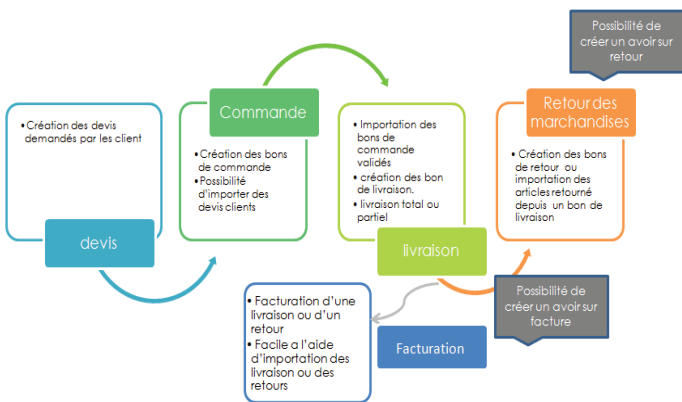 Possibilité de
créer un avoir sur
retour
• Création des devis
demandés par les client
devis
Commande
• Création des bons
de commande
• Possibilité
d'importer des
devis clients
• Importation des
bons de
commande
validés
• création des bon
de livraison.
• livraison total ou
partiel
livraison
Retour des
marchandises
• Création des bons
de retour ou
importation des
articles retourné
depuis un bon de
livraison
Possibilité de
créer un avoir sur
facture
• Facturation d'une
livraison ou d'un
retour
• Facile a l'aide
d'importation des
livraison ou des
retours
Facturation